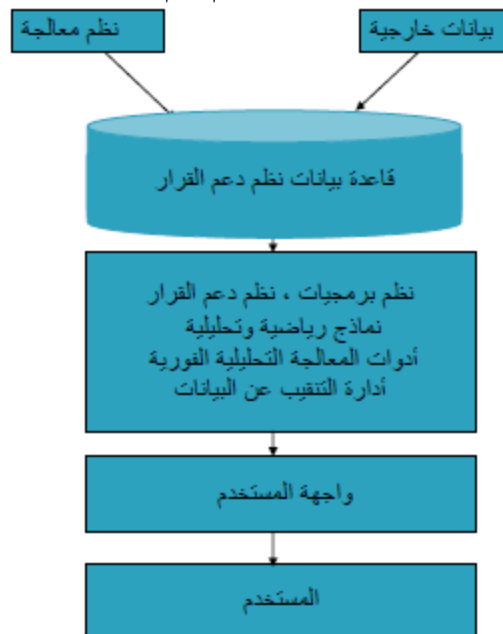 بيانات خارجية
نظم معالجة
قاعدة بيانات نظم دعم القرار
نظم برمجيات ، نظم دعم القرار
نماذج رياضية وتحليلية
أدوات المعالجة التحليلية الفورية
أدارة التنقيب عن البيانات
واجهة المستخدم
المستخدم